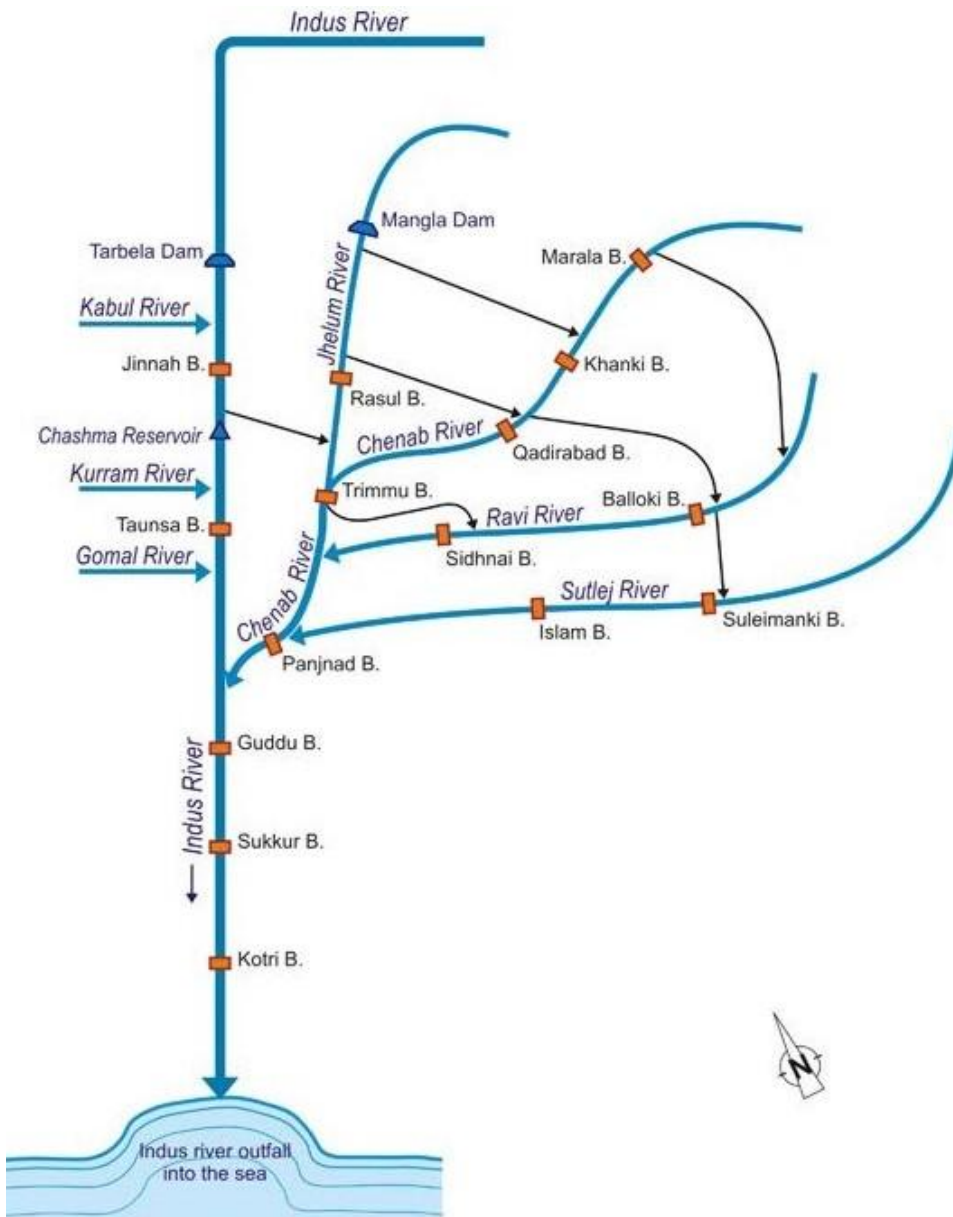 Indus River
Mangla Dam
Marala B.
Tarbela Dam
Kabul River
Jhelum River
Jinnah B.
Khanki B.
Rasul B.
Chashma Reservoir
Chenab River
Qadirabad B.
Kurram River
Trimmu B.
Balloki B.
Ravi River
Taunsa B.
Sidhnai B.
Gomal River
Chenab River
Sutlej River
Islam B.
Suleimanki B.
Panjnad B.
Guddu B.
Indus River
Sukkur B.
Kotri B.
N
Indus river outfall
into the sea